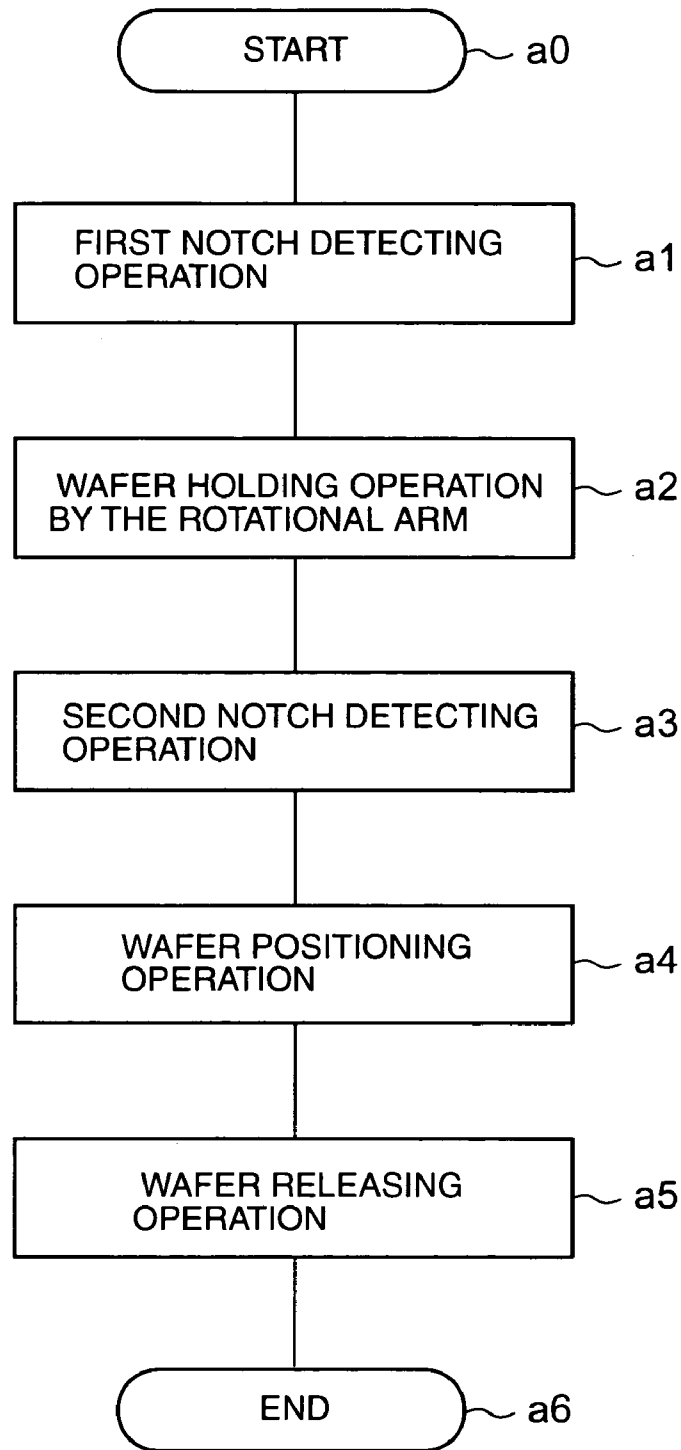 START
a0
FIRST NOTCH DETECTING
OPERATION
a1
WAFER HOLDING OPERATION
BY THE ROTATIONAL ARM
a2
SECOND NOTCH DETECTING
OPERATION
a3
WAFER POSITIONING
OPERATION
a4
WAFER RELEASING
OPERATION
a5
END
a6